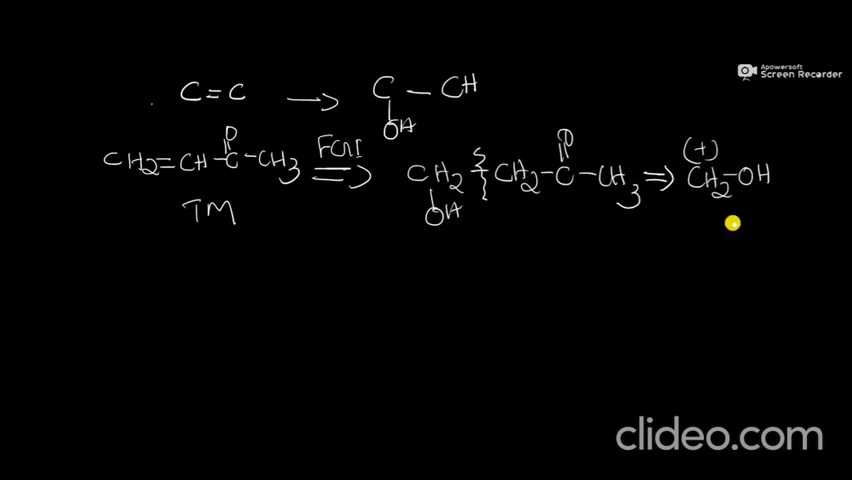 Apowersoft
Screen Recorder
C=C → C–CH
OH
O FGI O (+)
CH2=CH–C–CH3 ⇒ CH2 CH2–C–CH3 ⇒ CH2–OH
TM OH
clideo.com